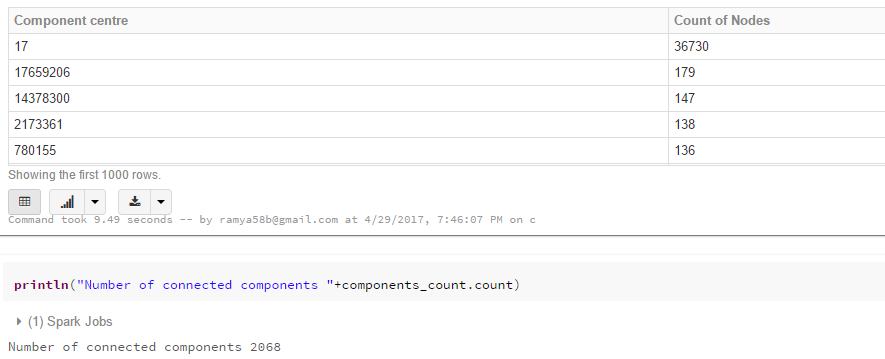 Component centre Count of Nodes
17 36730
17659206 179
14378300 147
2173361 138
780155 136
Showing the first 1000 rows.
Command took 9.49 seconds -- by ramya58b@gmail.com at 4/29/2017, 7:46:07 PM on c
println("Number of connected components "+components_count.count)
(1) Spark Jobs
Number of connected components 2068